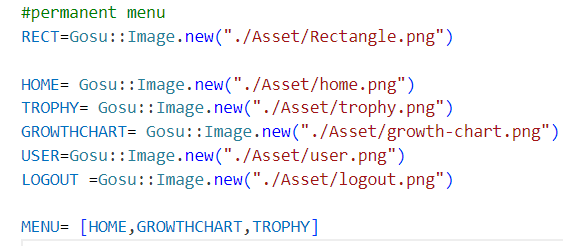 #permanent menu
RECT=Gosu::Image.new("./Asset/Rectangle.png")
HOME= Gosu::Image.new("./Asset/home.png")
TROPHY= Gosu::Image.new("./Asset/trophy.png")
GROWTHCHART= Gosu::Image.new("./Asset/growth-chart.png")
USER=Gosu::Image.new("./Asset/user.png")
LOGOUT =Gosu::Image.new("./Asset/logout.png")
MENU= [HOME,GROWTHCHART,TROPHY]